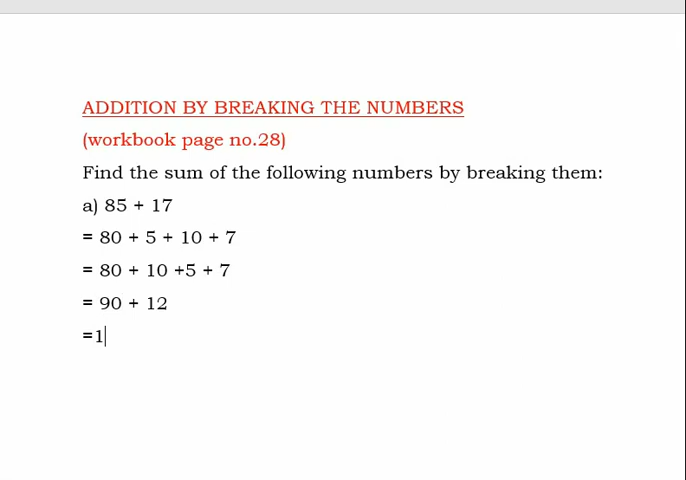 ADDITION BY BREAKING THE NUMBERS
(workbook page no.28)
Find the sum of the following numbers by breaking them:
a) 85 + 17
= 80 + 5 + 10 + 7
= 80 + 10 +5 + 7
= 90 + 12
=1